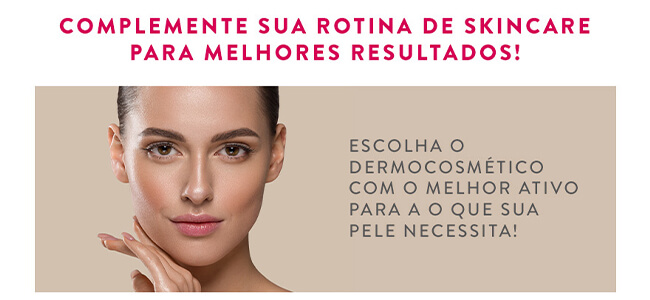 COMPLEMENTE SUA ROTINA DE SKINCARE
PARA MELHORES RESULTADOS!
ESCOLHA O
DERMOCOSMÉTICO
COM O MELHOR ATIVO
PARA A O QUE SUA
PELE NECESSITA!